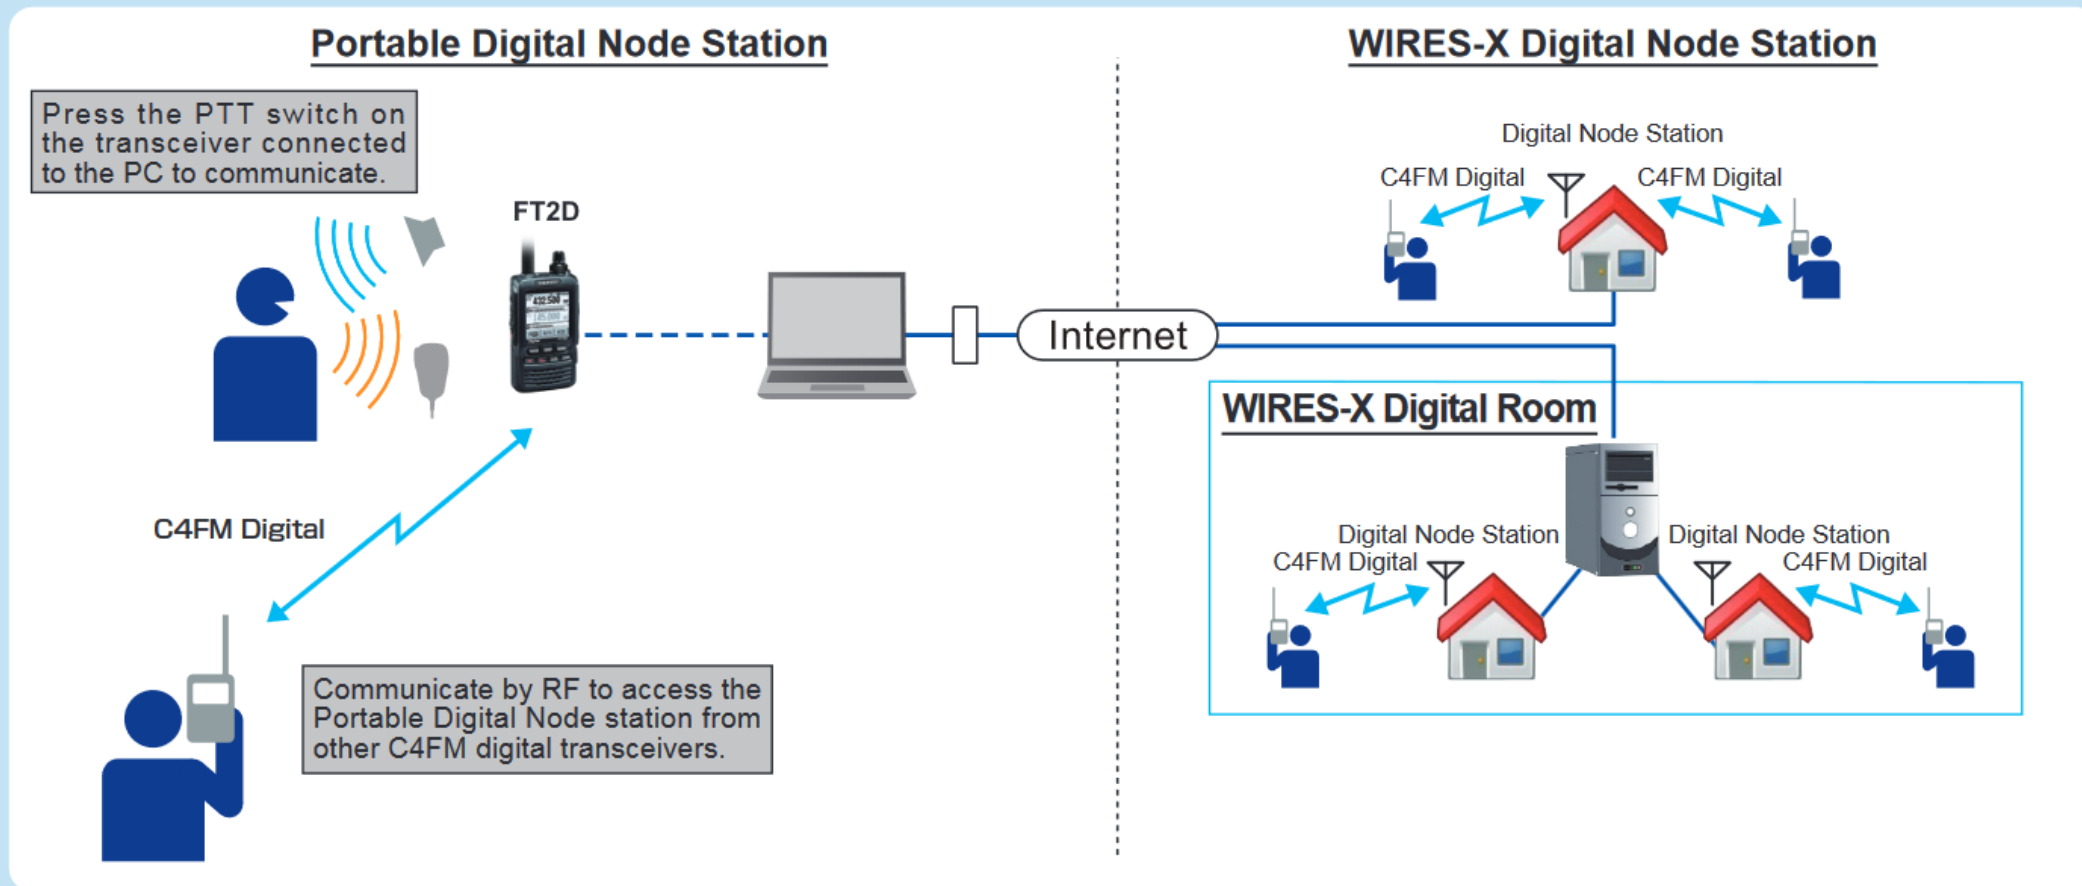 Portable Digital Node Station
Press the PTT switch on
the transceiver connected
to the PC to communicate.
FT2D
C4FM Digital
Communicate by RF to access the
Portable Digital Node station from
other C4FM digital transceivers.
Internet
WIRES-X Digital Node Station
Digital Node Station
C4FM Digital
C4FM Digital
WIRES-X Digital Room
Digital Node Station
C4FM Digital
Digital Node Station
C4FM Digital